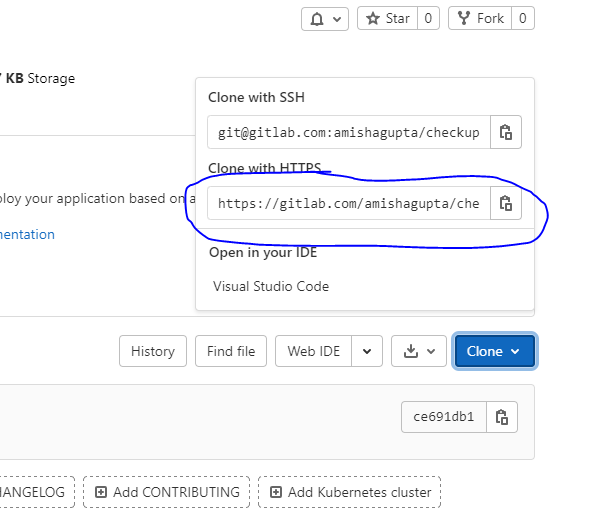 Star 0 Fork 0
KB Storage
Clone with SSH
git@gitlab.com:amishagupta/checkup
Clone with HTTPS
ploy your application based on a
https://gitlab.com/amishagupta/che
mentation
Open in your IDE
Visual Studio Code
History Find file Web IDE Clone
ce691db1
HANGELOG Add CONTRIBUTING Add Kubernetes cluster